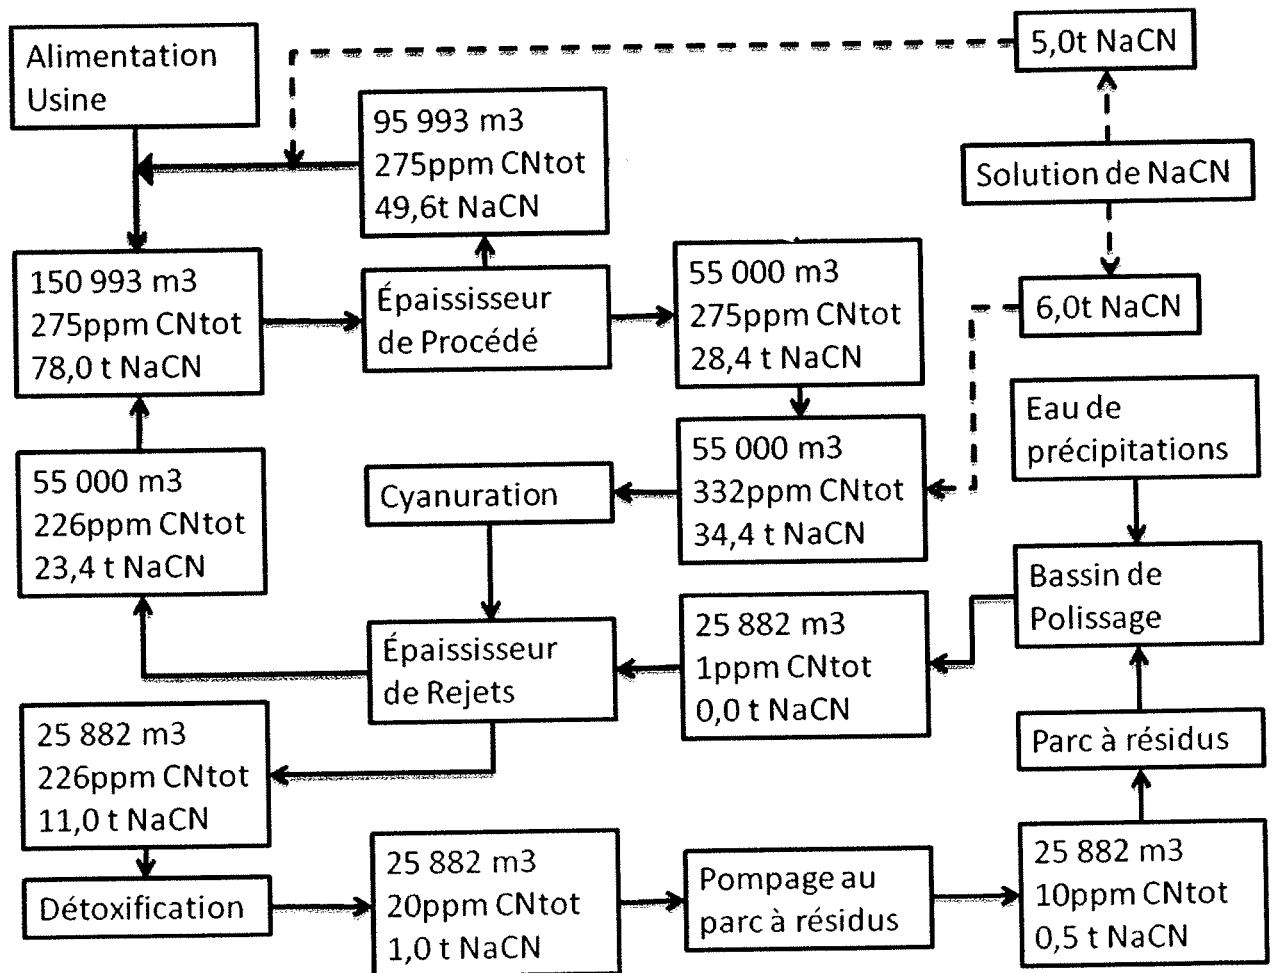 Alimentation
Usine
5,0t NaCN
95 993 m3
275ppm CNtot
49,6t NaCN
Solution de NaCN
150 993 m3
275ppm CNtot
78,0 t NaCN
Épaississeur
de Procédé
55 000 m3
275ppm CNtot
28,4 t NaCN
6,0t NaCN
Eau de
précipitations
55 000 m3
226ppm CNtot
23,4 t NaCN
Cyanuration
55 000 m3
332ppm CNtot
34,4 t NaCN
Bassin de
Polissage
Épaississeur
de Rejets
25 882 m3
1ppm CNtot
0,0 t NaCN
25 882 m3
226ppm CNtot
11,0 t NaCN
Parc à résidus
Détoxification
25 882 m3
20ppm CNtot
1,0 t NaCN
Pompage au
parc à résidus
25 882 m3
10ppm CNtot
0,5 t NaCN